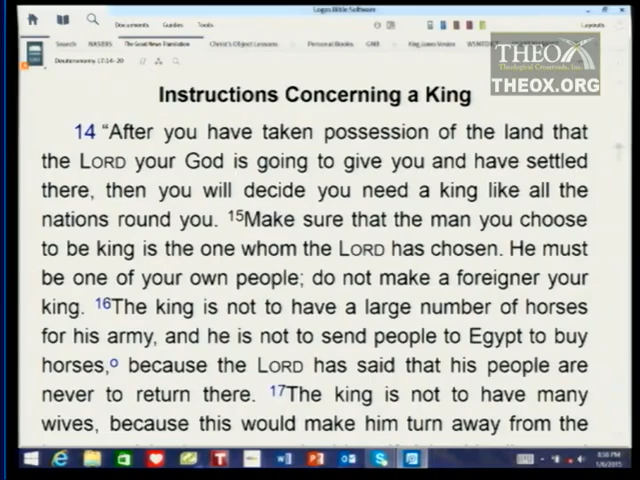 Logos Bible Software
Documents Guides Tools
Layouts
Search NASB95 The Good News Translation Christ's Object Lessons Personal Books GNB King James Version
Deuteronomy 17:14-20
THEOX
Theological Crossroads, Inc.
THEOX.ORG
Instructions Concerning a King
14 “After you have taken possession of the land that
the LORD your God is going to give you and have settled
there, then you will decide you need a king like all the
nations round you. 15Make sure that the man you choose
to be king is the one whom the LORD has chosen. He must
be one of your own people; do not make a foreigner your
king. 16The king is not to have a large number of horses
for his army, and he is not to send people to Egypt to buy
horses,o because the LORD has said that his people are
never to return there. 17The king is not to have many
wives, because this would make him turn away from the
8:58 PM
1/6/2015